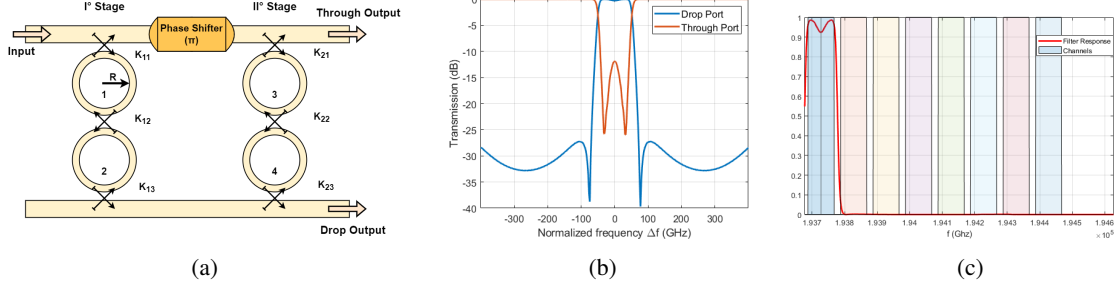 I° Stage
II° Stage
Through Output
Input
Phase Shifter
(π)
K11
K21
R
1
3
K12
K22
2
4
K13
K23
Drop Output
(a)
Drop Port
Through Port
Transmission (dB)
-5
-10
-15
-20
-25
-30
-35
-40
-300
-200
-100
0
100
200
300
Normalized frequency Δf (GHz)
(b)
Filter Response
Channels
1
0.9
0.8
0.7
0.6
0.5
0.4
0.3
0.2
0.1
0
1.937
1.938
1.939
1.94
1.941
1.942
1.943
1.944
1.945
1.946
f (Ghz)
× 10⁵
(c)